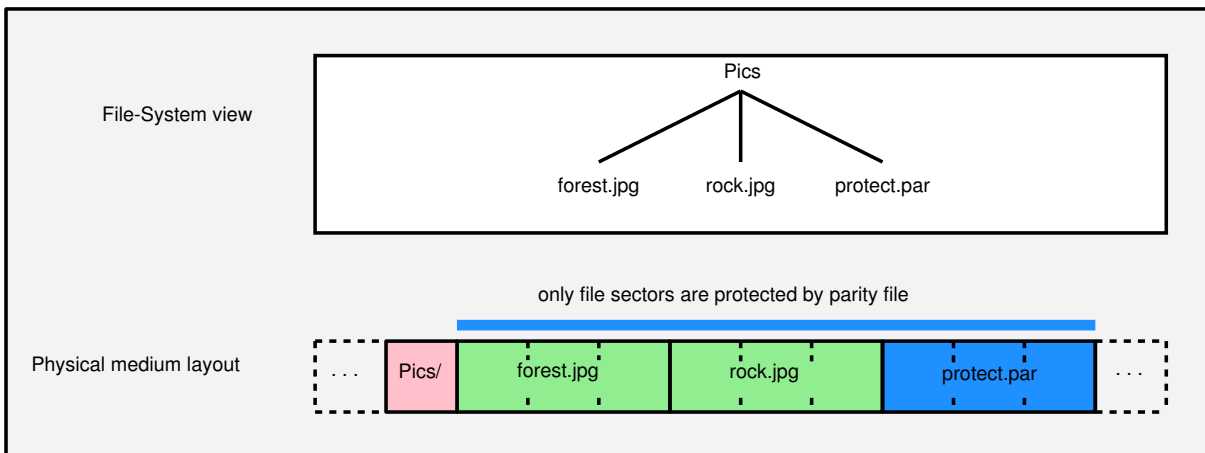 Pics
File-System view
forest.jpg rock.jpg protect.par
only file sectors are protected by parity file
Physical medium layout
. . . Pics/ forest.jpg rock.jpg protect.par . . .